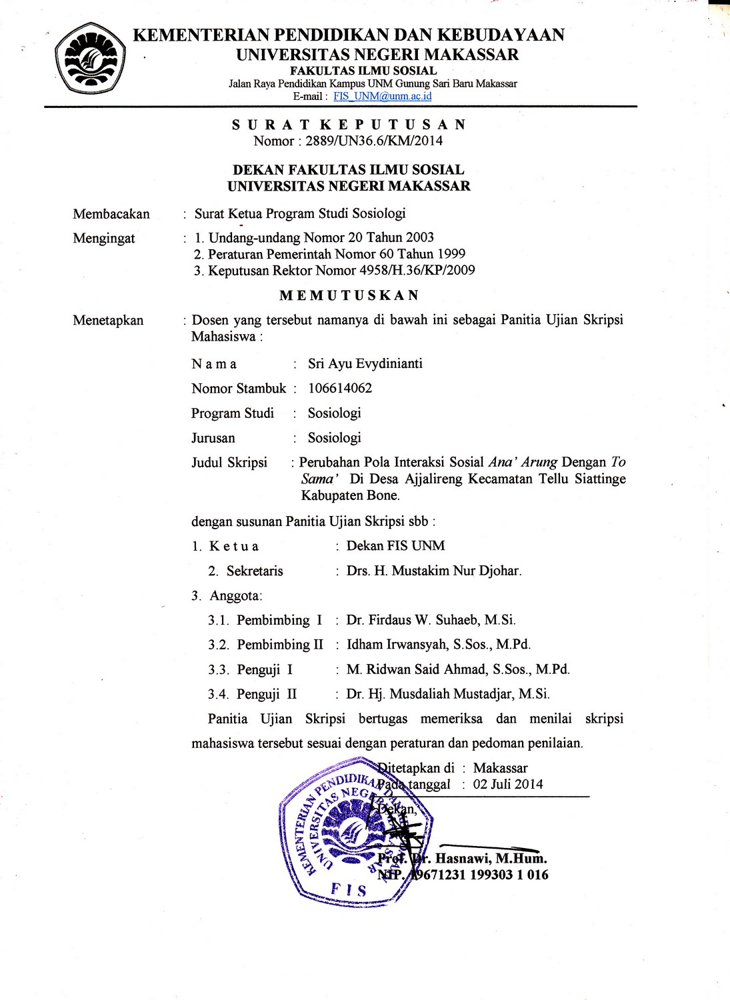 KEMENTERIAN PENDIDIKAN DAN KEBUDAYAAN
UNIVERSITAS NEGERI MAKASSAR
FAKULTAS ILMU SOSIAL
Jalan Raya Pendidikan Kampus UNM Gunung Sari Baru Makassar
E-mail : FIS_UNM@unm.ac.id
S U R A T K E P U T U S A N
Nomor : 2889/UN36.6/KM/2014
DEKAN FAKULTAS ILMU SOSIAL
UNIVERSITAS NEGERI MAKASSAR
Membacakan : Surat Ketua Program Studi Sosiologi
Mengingat : 1. Undang-undang Nomor 20 Tahun 2003
2. Peraturan Pemerintah Nomor 60 Tahun 1999
3. Keputusan Rektor Nomor 4958/H.36/KP/2009
M E M U T U S K A N
Menetapkan : Dosen yang tersebut namanya di bawah ini sebagai Panitia Ujian Skripsi
Mahasiswa :
N a m a : Sri Ayu Evydinianti
Nomor Stambuk : 106614062
Program Studi : Sosiologi
Jurusan : Sosiologi
Judul Skripsi : Perubahan Pola Interaksi Sosial Ana' Arung Dengan To
Sama' Di Desa Ajjalireng Kecamatan Tellu Siattinge
Kabupaten Bone.
dengan susunan Panitia Ujian Skripsi sbb :
1. K e t u a : Dekan FIS UNM
2. Sekretaris : Drs. H. Mustakim Nur Djohar.
3. Anggota:
3.1. Pembimbing I : Dr. Firdaus W. Suhaeb, M.Si.
3.2. Pembimbing II : Idham Irwansyah, S.Sos., M.Pd.
3.3. Penguji I : M. Ridwan Said Ahmad, S.Sos., M.Pd.
3.4. Penguji II : Dr. Hj. Musdaliah Mustadjar, M.Si.
Panitia Ujian Skripsi bertugas memeriksa dan menilai skripsi
mahasiswa tersebut sesuai dengan peraturan dan pedoman penilaian.
Ditetapkan di : Makassar
Pada tanggal : 02 Juli 2014
Dekan,
Prof. Dr. Hasnawi, M.Hum.
NIP. 19671231 199303 1 016
KEMENTERIAN PENDIDIKAN DAN KEBUDAYAAN
UNIVERSITAS NEGERI MAKASSAR
FIS